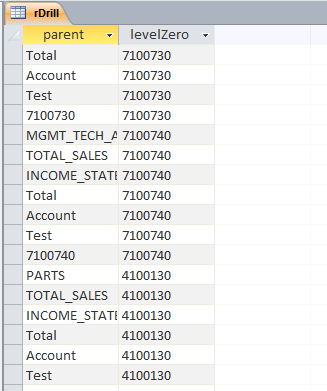 rDrill
parent levelZero
Total 7100730
Account 7100730
Test 7100730
7100730 7100730
MGMT_TECH_A 7100740
TOTAL_SALES 7100740
INCOME_STATE 7100740
Total 7100740
Account 7100740
Test 7100740
7100740 7100740
PARTS 4100130
TOTAL_SALES 4100130
INCOME_STATE 4100130
Total 4100130
Account 4100130
Test 4100130